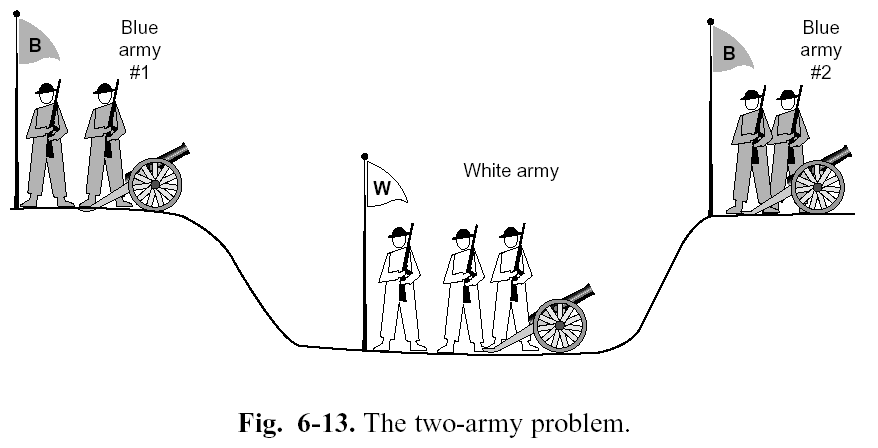 B
Blue
army
#1
B
Blue
army
#2
W
White army
Fig. 6-13. The two-army problem.